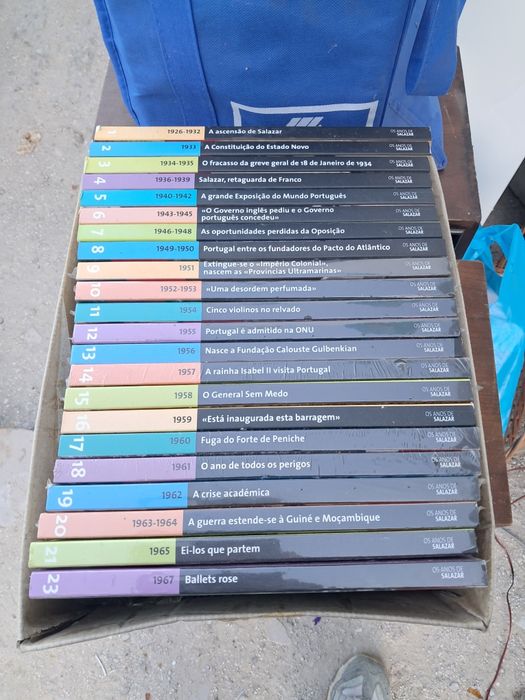 1 1926-1932 A ascensão de Salazar OS ANOS DE SALAZAR
2 1933 A Constituição do Estado Novo OS ANOS DE SALAZAR
3 1934-1935 O fracasso da greve geral de 18 de Janeiro de 1934 OS ANOS DE SALAZAR
4 1936-1939 Salazar, retaguarda de Franco OS ANOS DE SALAZAR
5 1940-1942 A grande Exposição do Mundo Português OS ANOS DE SALAZAR
6 1943-1945 «O Governo inglês pediu e o Governo
português concedeu» OS ANOS DE SALAZAR
7 1946-1948 As oportunidades perdidas da Oposição OS ANOS DE SALAZAR
8 1949-1950 Portugal entre os fundadores do Pacto do Atlântico OS ANOS DE SALAZAR
9 1951 Extingue-se o «Império Colonial»,
nascem as «Províncias Ultramarinas» OS ANOS DE SALAZAR
10 1952-1953 «Uma desordem perfumada» OS ANOS DE SALAZAR
11 1954 Cinco violinos no relvado OS ANOS DE SALAZAR
12 1955 Portugal é admitido na ONU OS ANOS DE SALAZAR
13 1956 Nasce a Fundação Calouste Gulbenkian OS ANOS DE SALAZAR
14 1957 A rainha Isabel II visita Portugal OS ANOS DE SALAZAR
15 1958 O General Sem Medo OS ANOS DE SALAZAR
16 1959 «Está inaugurada esta barragem» OS ANOS DE SALAZAR
17 1960 Fuga do Forte de Peniche OS ANOS DE SALAZAR
18 1961 O ano de todos os perigos OS ANOS DE SALAZAR
19 1962 A crise académica OS ANOS DE SALAZAR
20 1963-1964 A guerra estende-se à Guiné e Moçambique OS ANOS DE SALAZAR
21 1965 Ei-los que partem OS ANOS DE SALAZAR
23 1967 Ballets rose OS ANOS DE SALAZAR